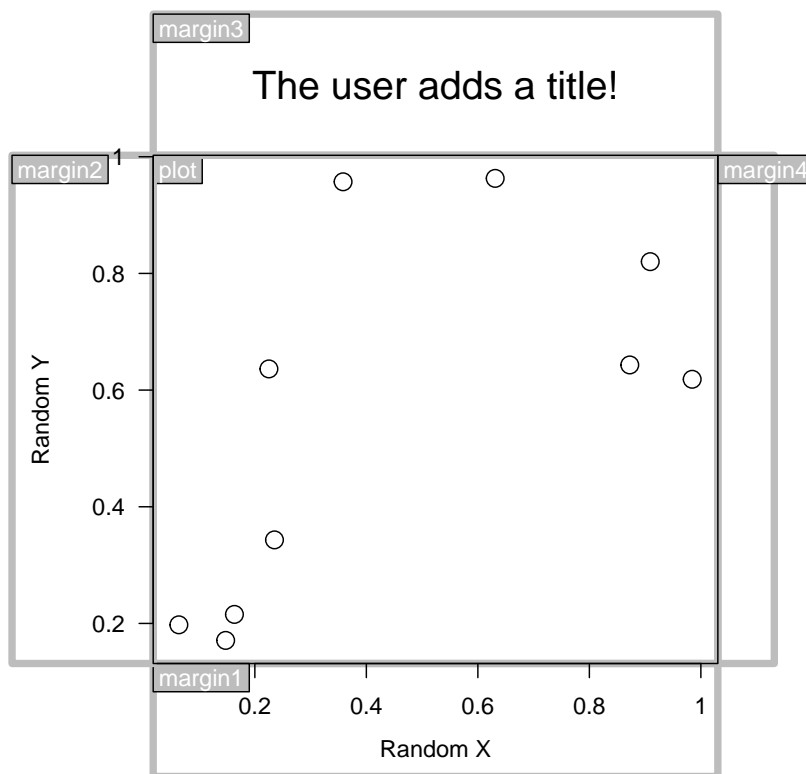 margin3
The user adds a title!
margin2
plot
margin4
1
0.8
0.6
0.4
0.2
Random Y
margin1
0.2 0.4 0.6 0.8 1
Random X